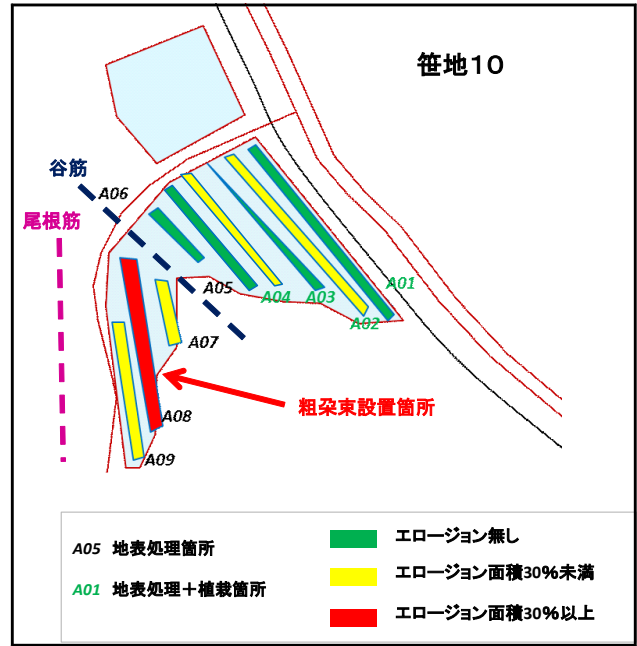 笹地10
谷筋
A06
尾根筋
A05
A04
A03
A01
A02
A07
粗朶束設置箇所
A08
A09
A05 地表処理箇所
A01 地表処理＋植栽箇所
エロージョン無し
エロージョン面積30%未満
エロージョン面積30%以上